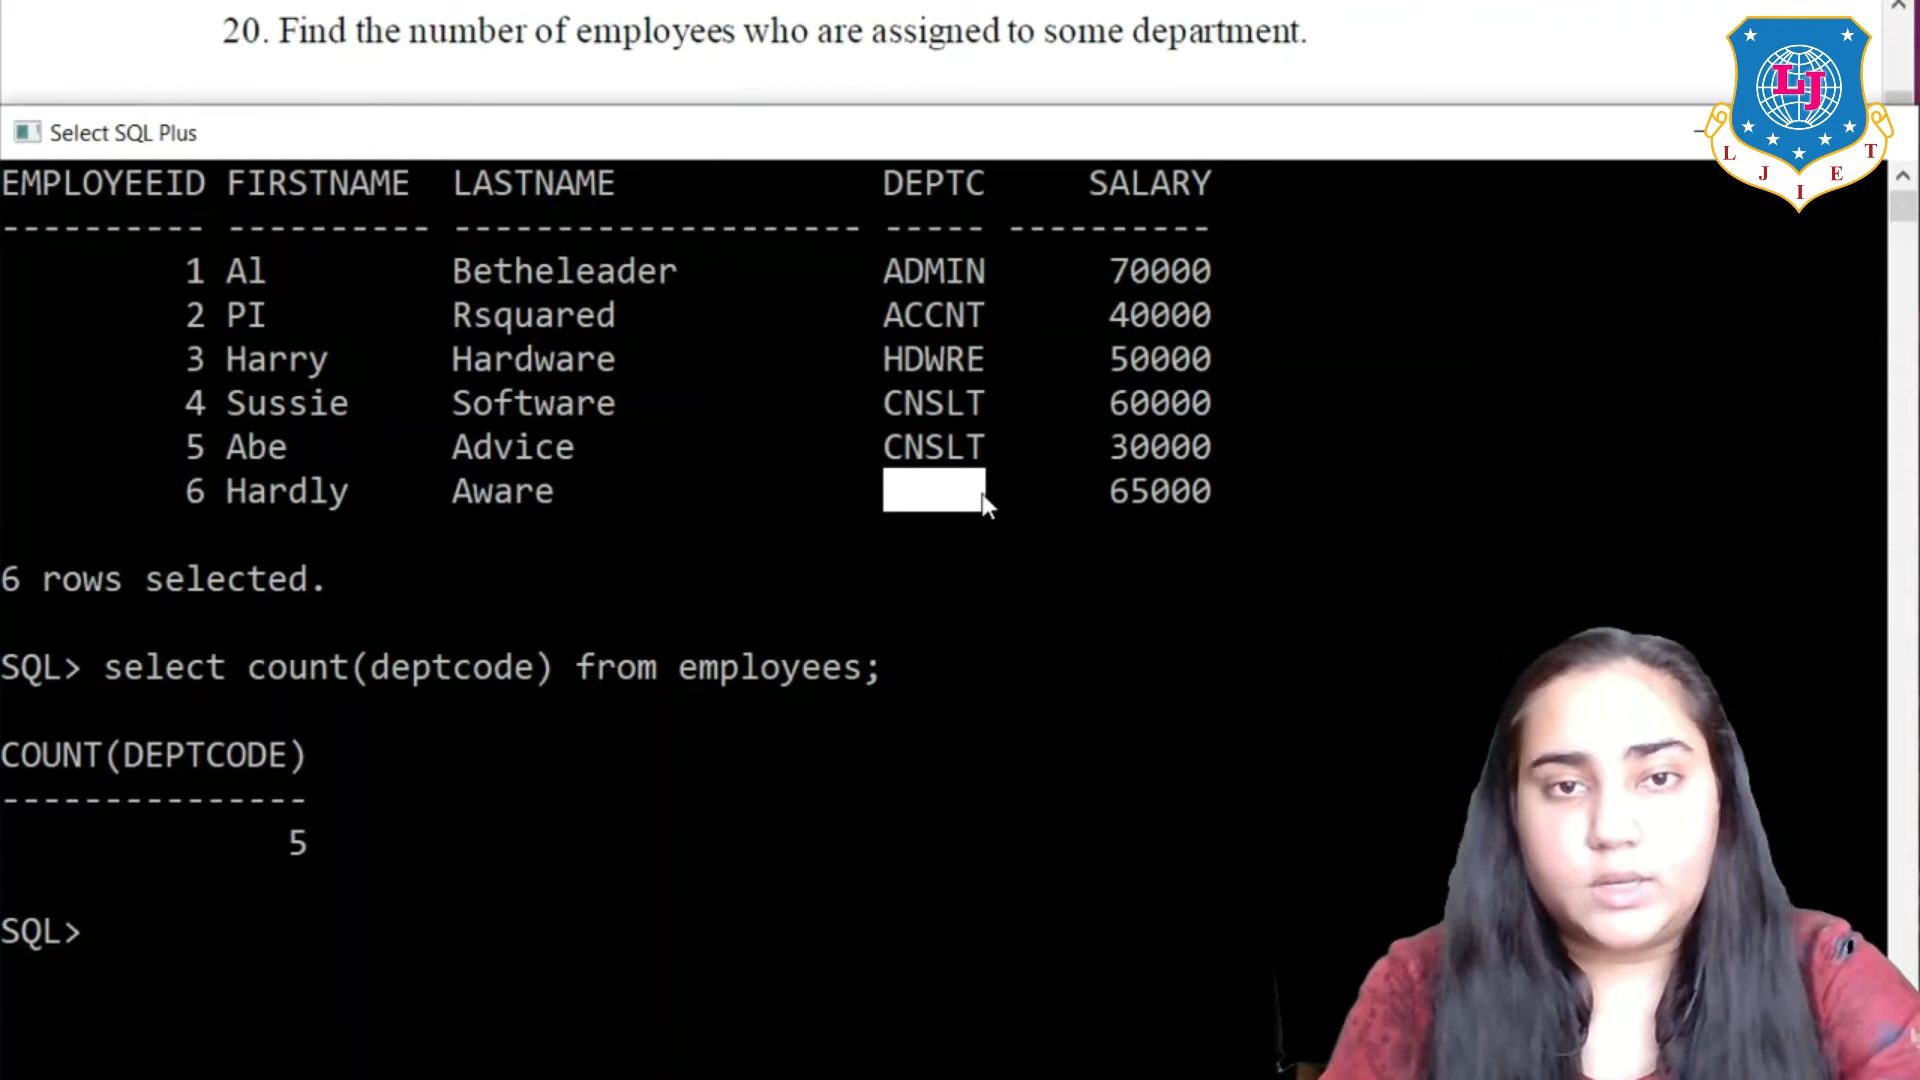 20. Find the number of employees who are assigned to some department.
LJ
L J I E T
Select SQL Plus
EMPLOYEEID FIRSTNAME LASTNAME DEPTC SALARY
---------- ---------- -------------------- ----- ----------
1 Al Betheleader ADMIN 70000
2 PI Rsquared ACCNT 40000
3 Harry Hardware HDWRE 50000
4 Sussie Software CNSLT 60000
5 Abe Advice CNSLT 30000
6 Hardly Aware 65000
6 rows selected.
SQL> select count(deptcode) from employees;
COUNT(DEPTCODE)
---------------
5
SQL>